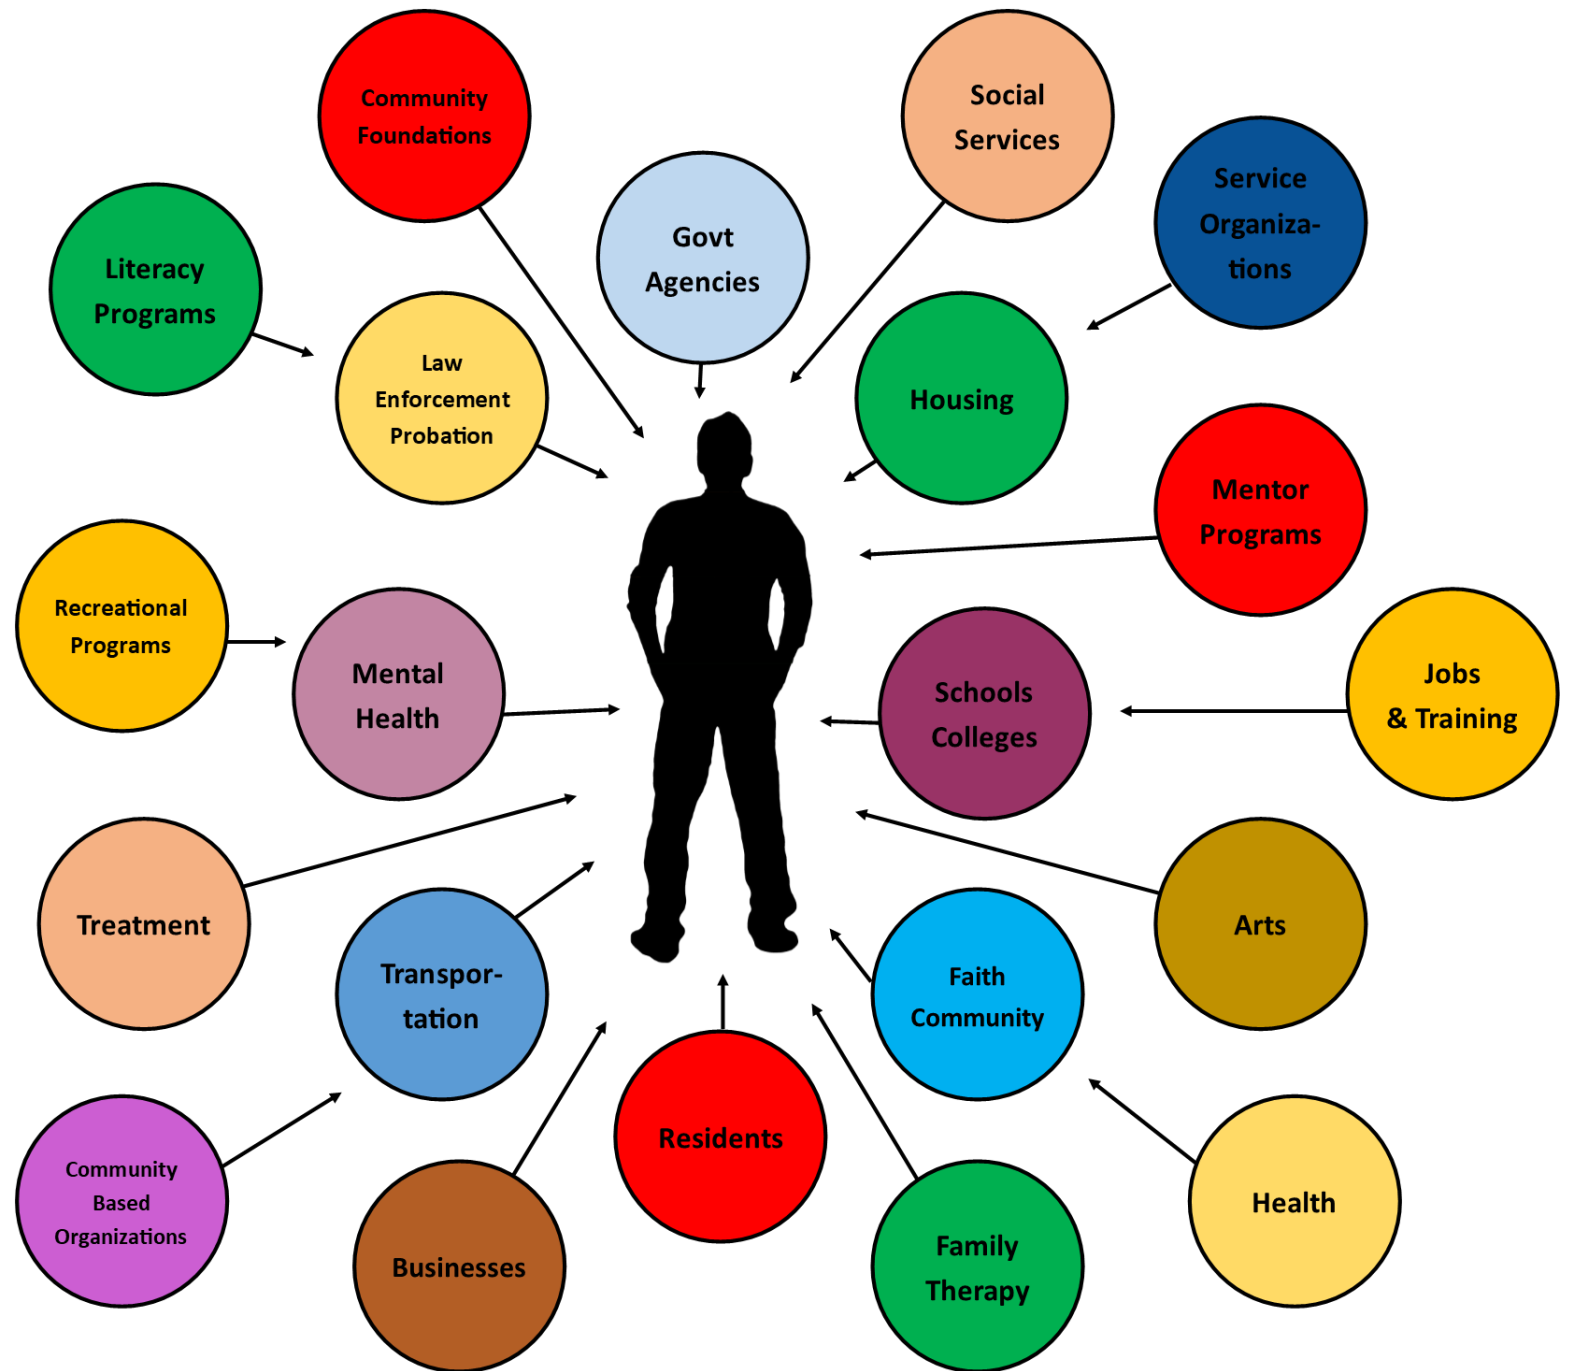 Community
Foundations
Social
Services
Service
Organiza-
tions
Govt
Agencies
Literacy
Programs
Law
Enforcement
Probation
Housing
Mentor
Programs
Recreational
Programs
Mental
Health
Schools
Colleges
Jobs
& Training
Treatment
Transpor-
tation
Faith
Community
Arts
Community
Based
Organizations
Businesses
Residents
Family
Therapy
Health